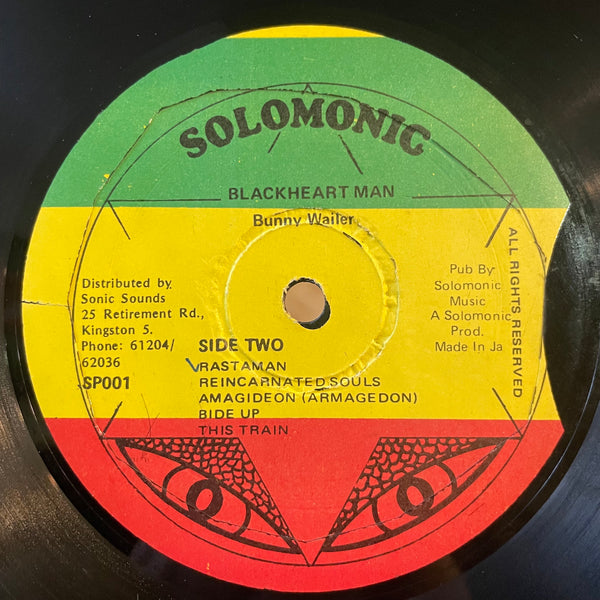 SOLOMONIC
BLACKHEART MAN
Bunny Wailer
Distributed by
Sonic Sounds
25 Retirement Rd.,
Kingston 5.
Phone: 61204/
62036
SP001
SIDE TWO
RASTAMAN
REINCARNATED SOULS
AMAGIDEON (ARMAGEDON)
BIDE UP
THIS TRAIN
Pub By
Solomonic
Music
A Solomonic
Prod.
Made In Ja
ALL RIGHTS RESERVED